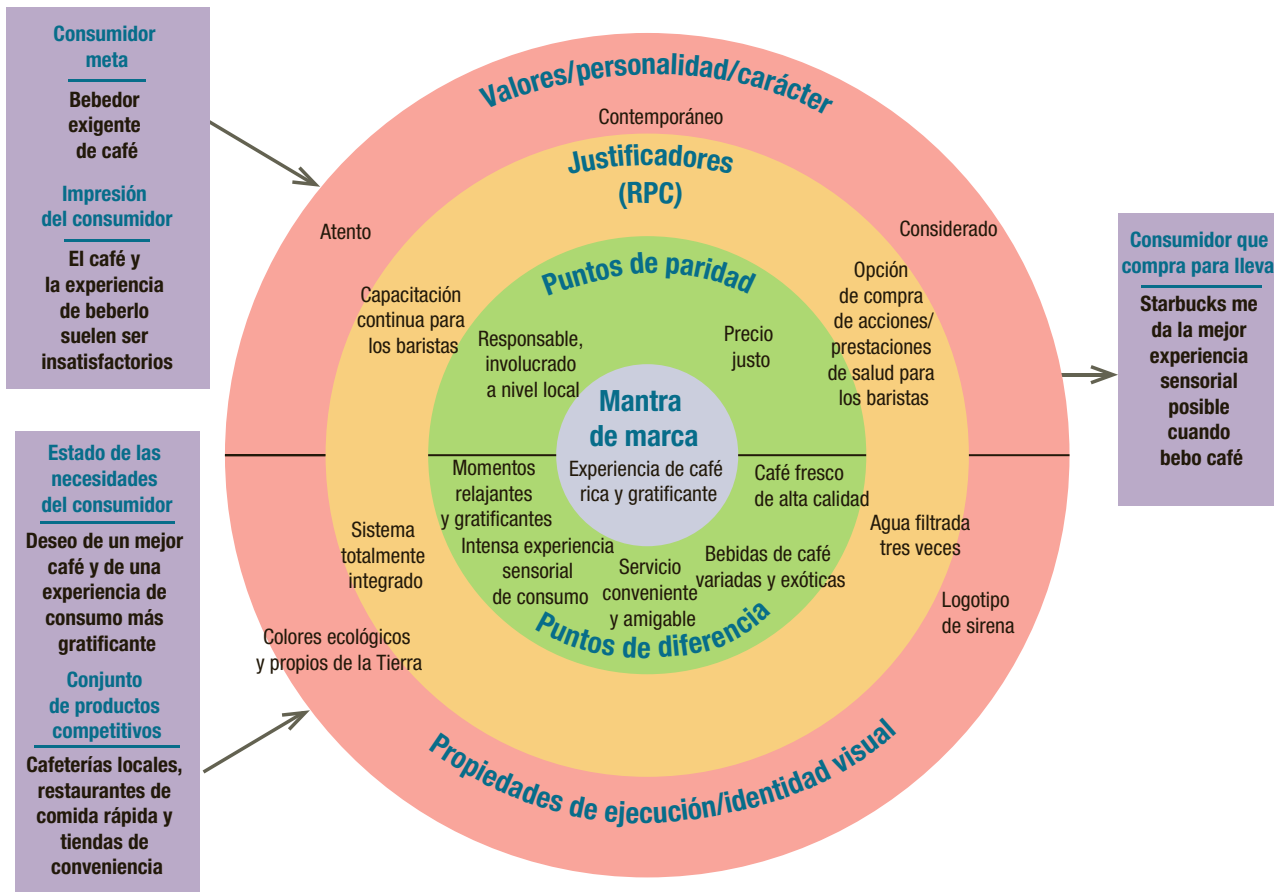 Consumidor
meta
Bebedor
exigente
de café
Impresión
del consumidor
El café y
la experiencia
de beberlo
suelen ser
insatisfactorios
Estado de las
necesidades
del consumidor
Deseo de un mejor
café y de una
experiencia de
consumo más
gratificante
Conjunto
de productos
competitivos
Cafeterías locales,
restaurantes de
comida rápida y
tiendas de
conveniencia
Valores/personalidad/carácter
Contemporáneo
Atento
Considerado
Justificadores
(RPC)
Capacitación
continua para
los baristas
Opción
de compra
de acciones/
prestaciones
de salud para
los baristas
Puntos de paridad
Responsable,
involucrado
a nivel local
Precio
justo
Mantra
de marca
Experiencia de café
rica y gratificante
Momentos
relajantes
y gratificantes
Café fresco
de alta calidad
Intensa experiencia
sensorial
de consumo
Servicio
conveniente
y amigable
Bebidas de café
variadas y exóticas
Puntos de diferencia
Sistema
totalmente
integrado
Agua filtrada
tres veces
Colores ecológicos
y propios de la Tierra
Logotipo
de sirena
Propiedades de ejecución/identidad visual
Consumidor que
compra para lleva
Starbucks me
da la mejor
experiencia
sensorial
posible
cuando
bebo café